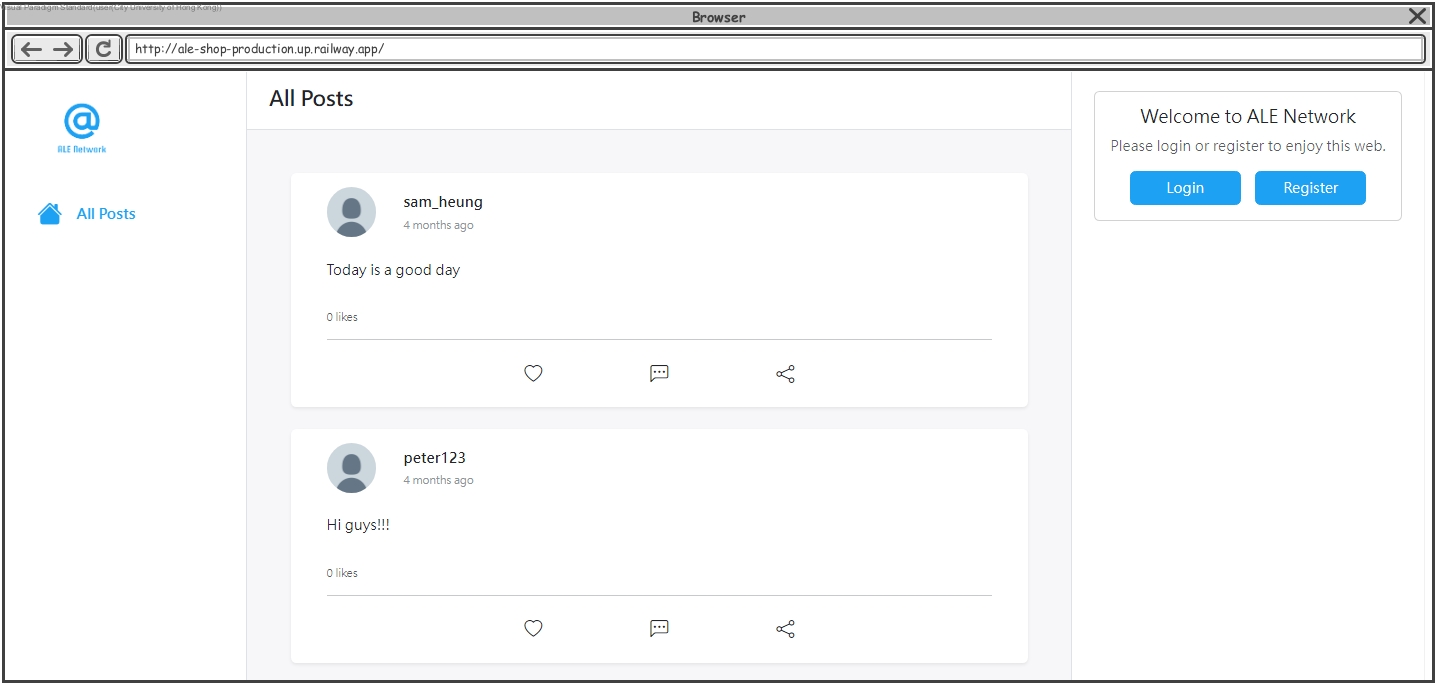 Visual Paradigm Standard(user(City University of Hong Kong))
Browser
http://ale-shop-production.up.railway.app/
ALE Network
All Posts
All Posts
sam_heung
4 months ago
Today is a good day
0 likes
peter123
4 months ago
Hi guys!!!
0 likes
Welcome to ALE Network
Please login or register to enjoy this web.
Login Register